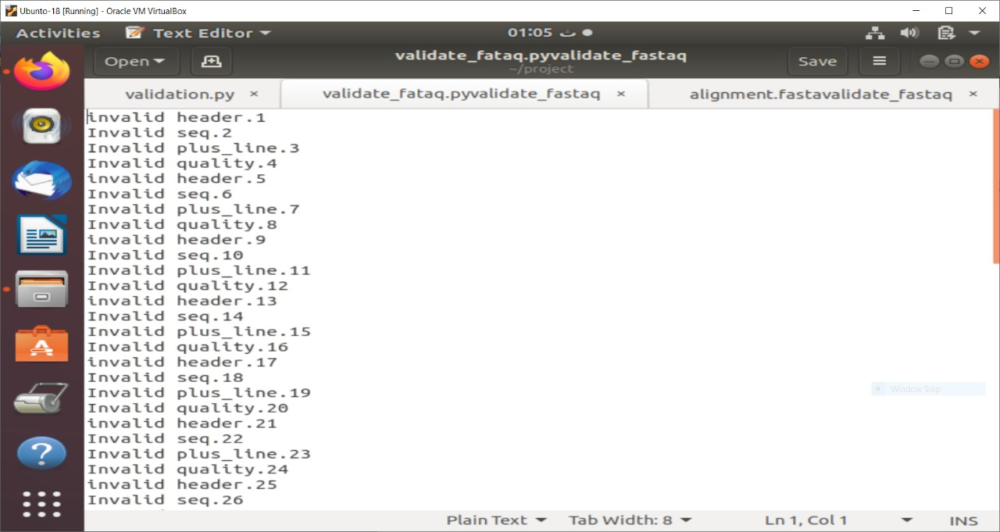 Ubunto-18 [Running] - Oracle VM VirtualBox
Activities Text Editor 01:05 ث
Open validate_fataq.pyvalidate_fastaq Save
~/project
validation.py validate_fataq.pyvalidate_fastaq alignment.fastavalidate_fastaq
invalid header.1
Invalid seq.2
Invalid plus_line.3
Invalid quality.4
invalid header.5
Invalid seq.6
Invalid plus_line.7
Invalid quality.8
invalid header.9
Invalid seq.10
Invalid plus_line.11
Invalid quality.12
invalid header.13
Invalid seq.14
Invalid plus_line.15
Invalid quality.16
invalid header.17
Invalid seq.18
Invalid plus_line.19
Window Snip
Invalid quality.20
invalid header.21
Invalid seq.22
Invalid plus_line.23
Invalid quality.24
invalid header.25
Invalid seq.26
Plain Text Tab Width: 8 Ln 1, Col 1 INS